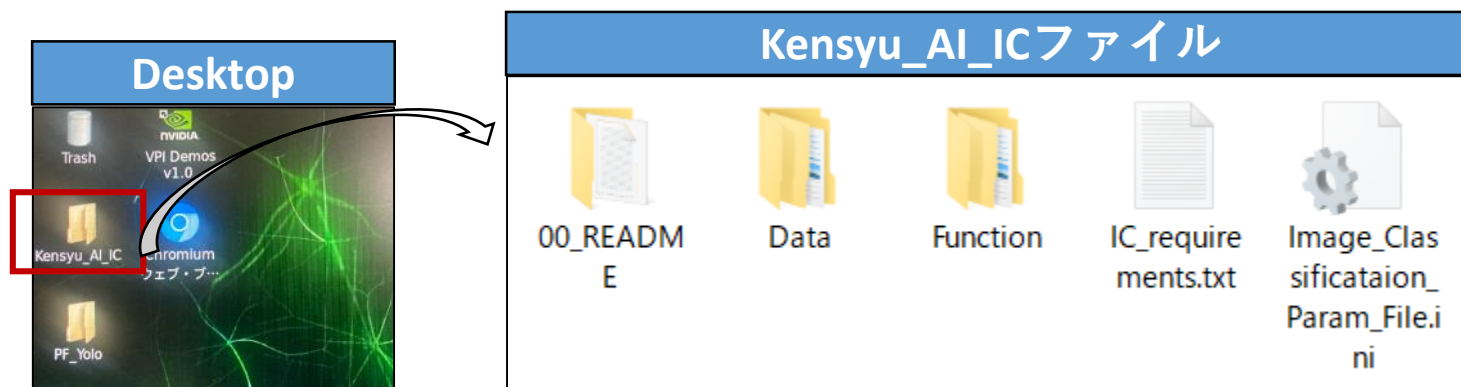 Desktop
Kensyu_AI_ICファイル
Trash
nVIDIA.
VPI Demos
v1.0
Kensyu_AI_IC
Chromium
ウェブ・ブ…
PF_Yolo
00_READM
E
Data
Function
IC_require
ments.txt
Image_Clas
sificataion_
Param_File.i
ni